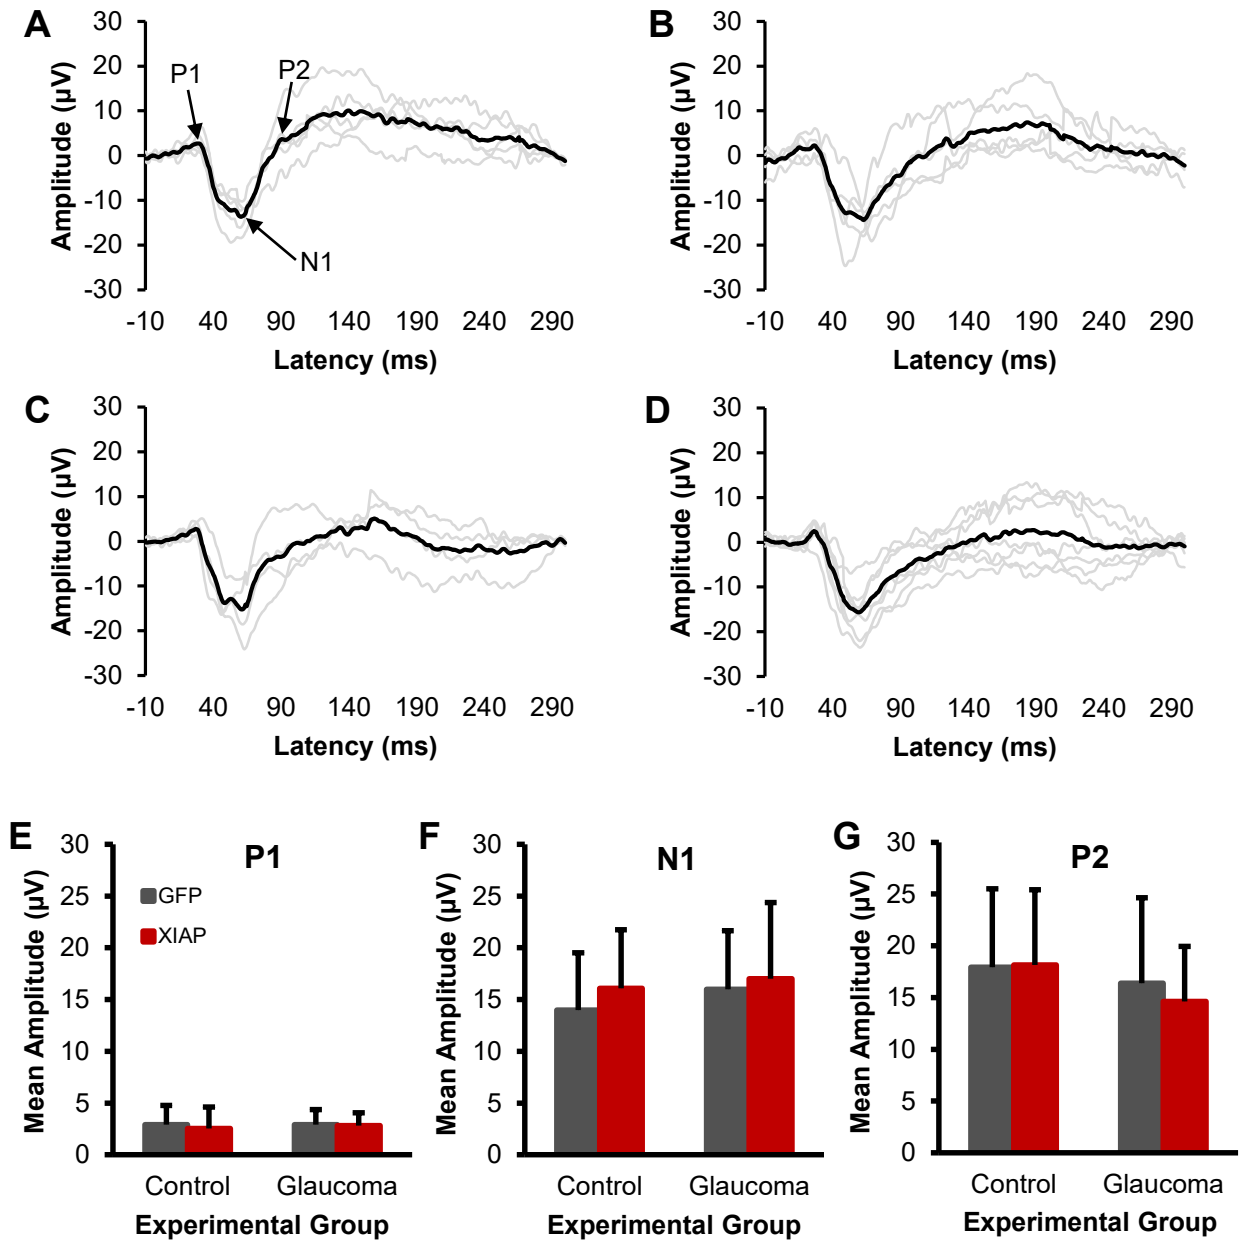 A
Amplitude (µV)
30
20
10
0
-10
-20
-30
P1
P2
N1
-10 40 90 140 190 240 290
Latency (ms)
B
Amplitude (µV)
30
20
10
0
-10
-20
-30
-10 40 90 140 190 240 290
Latency (ms)
C
Amplitude (µV)
30
20
10
0
-10
-20
-30
-10 40 90 140 190 240 290
Latency (ms)
D
Amplitude (µV)
30
20
10
0
-10
-20
-30
-10 40 90 140 190 240 290
Latency (ms)
E
P1
Mean Amplitude (µV)
30
25
20
15
10
5
0
GFP
XIAP
Control Glaucoma
Experimental Group
F
N1
Mean Amplitude (µV)
30
25
20
15
10
5
0
Control Glaucoma
Experimental Group
G
P2
Mean Amplitude (µV)
30
25
20
15
10
5
0
Control Glaucoma
Experimental Group